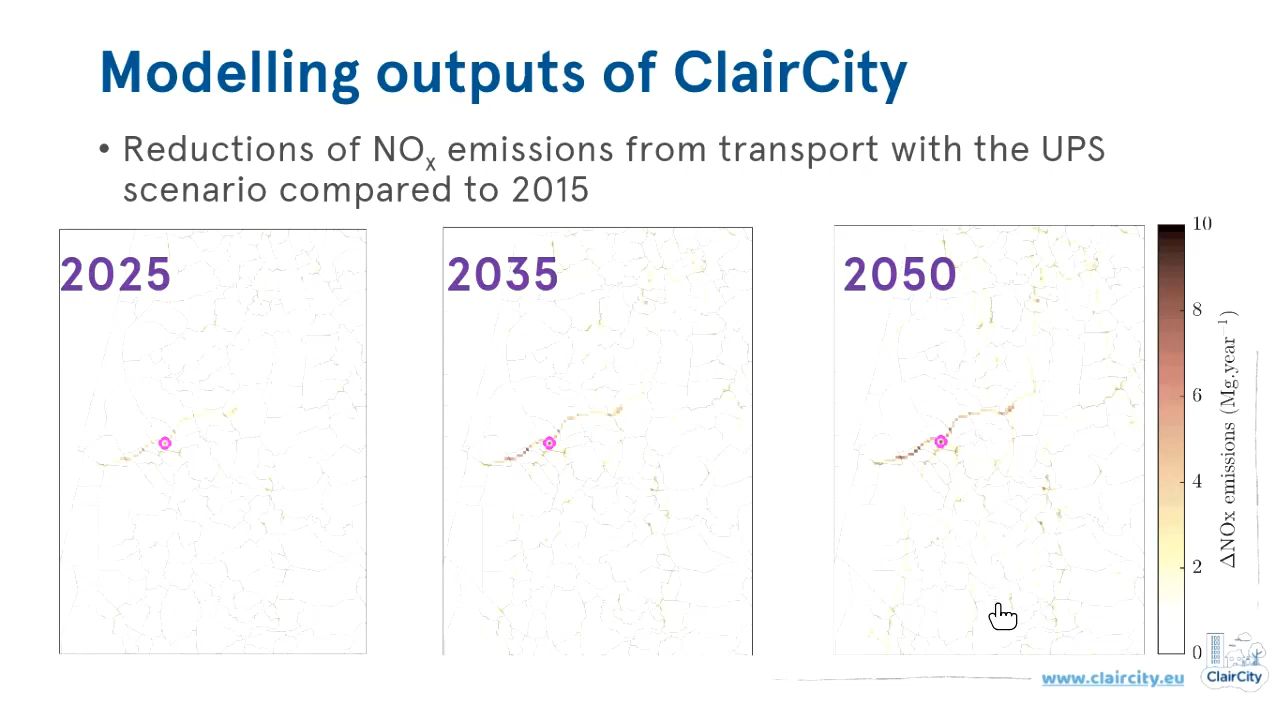 Modelling outputs of ClairCity
• Reductions of NOx emissions from transport with the UPS
scenario compared to 2015
2025
2035
2050
10
8
6
4
2
0
ΔNOx emissions (Mg.year⁻¹)
www.claircity.eu
ClairCity